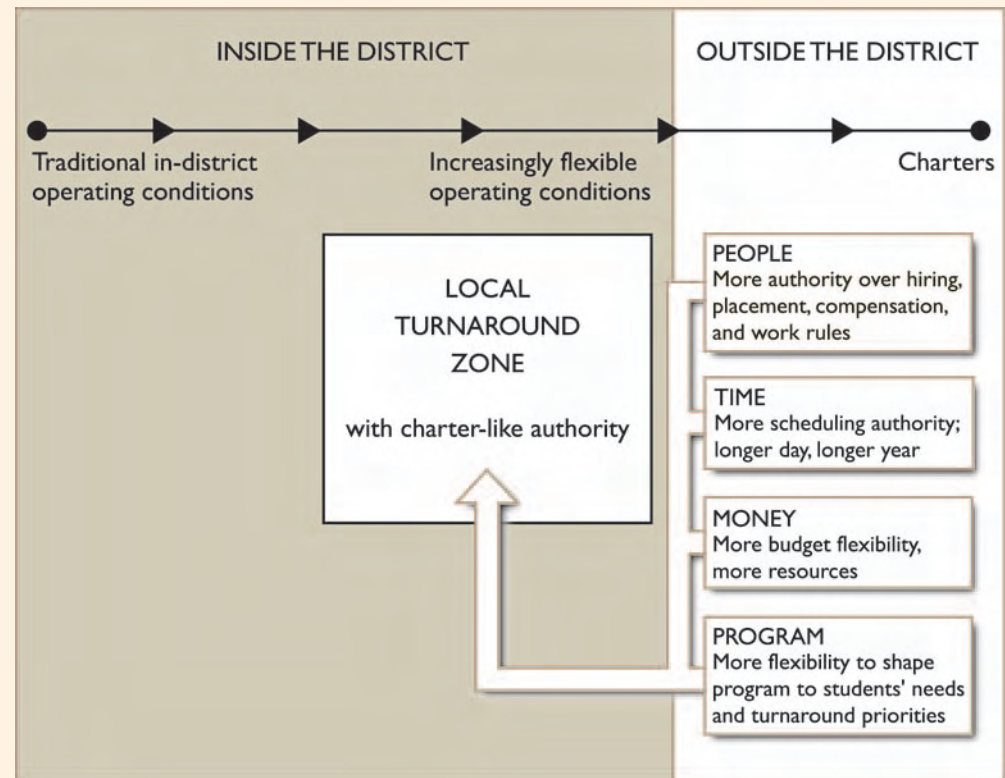 INSIDE THE DISTRICT
OUTSIDE THE DISTRICT
Traditional in-district
operating conditions
Increasingly flexible
operating conditions
Charters
LOCAL
TURNAROUND
ZONE
with charter-like authority
PEOPLE
More authority over hiring,
placement, compensation,
and work rules
TIME
More scheduling authority;
longer day, longer year
MONEY
More budget flexibility,
more resources
PROGRAM
More flexibility to shape
program to students' needs
and turnaround priorities